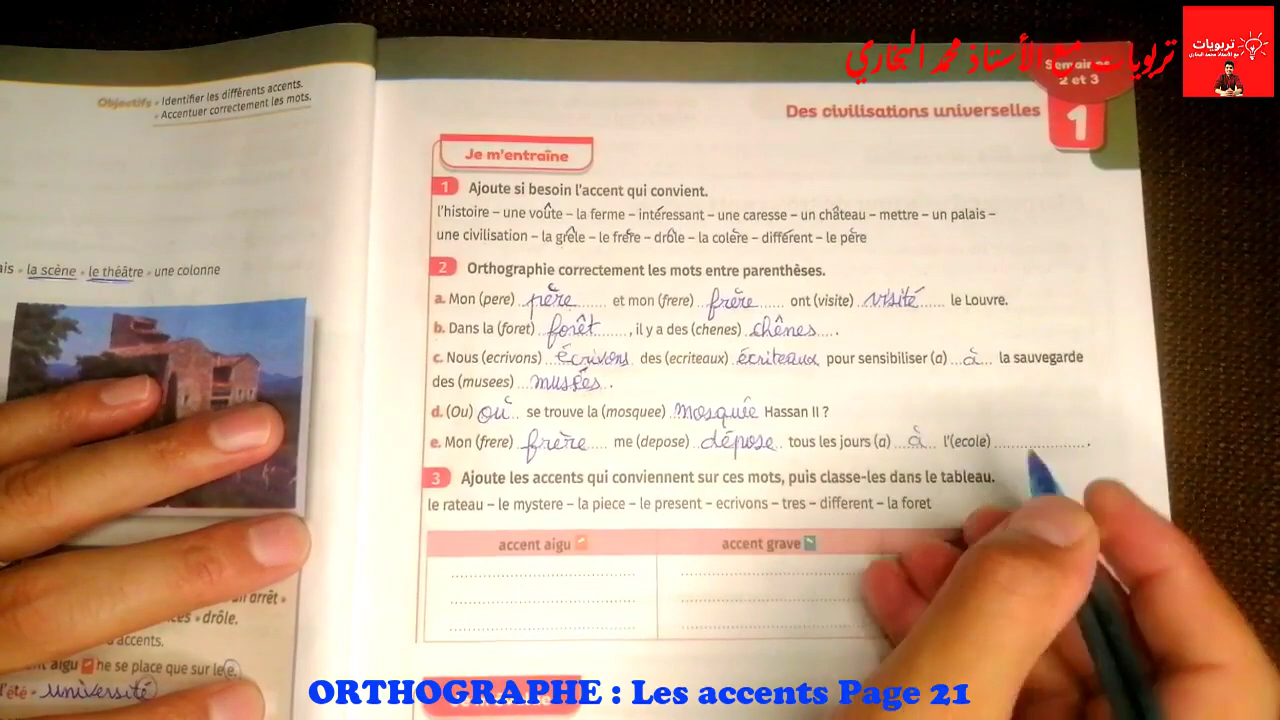 تربويات مع الأستاذ محمد البخاري
تربويات
مع الأستاذ محمد البخاري
Objectifs • Identifier les différents accents.
• Accentuer correctement les mots.
ais • la scène • le théâtre • une colonne
un arrêt •
• drôle.
accents.
aigu ne se place que sur le e.
l'été • université
Semaines
2 et 3
Des civilisations universelles
1
Je m'entraîne
1 Ajoute si besoin l'accent qui convient.
l'histoire – une voûte – la ferme – intéressant – une caresse – un château – mettre – un palais –
une civilisation – la grêle – le frère – drôle – la colère – différent – le père
2 Orthographie correctement les mots entre parenthèses.
a. Mon (pere) père et mon (frere) frère ont (visite) visité le Louvre.
b. Dans la (foret) forêt, il y a des (chenes) chênes.
c. Nous (ecrivons) écrivons des (ecriteaux) écriteaux pour sensibiliser (a) à la sauvegarde
des (musees) musées.
d. (Ou) où se trouve la (mosquee) mosquée Hassan II ?
e. Mon (frere) frère me (depose) dépose tous les jours (a) à l'(ecole) ..................
3 Ajoute les accents qui conviennent sur ces mots, puis classe-les dans le tableau.
le rateau – le mystere – la piece – le present – ecrivons – tres – different – la foret
accent aigu accent grave
ORTHOGRAPHE : Les accents Page 21